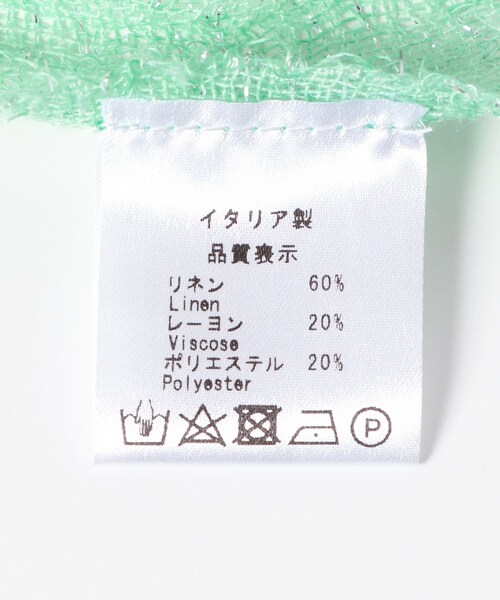 イタリア製
品質表示
リネン 60%
Linen
レーヨン 20%
Viscose
ポリエステル 20%
Polyester
P